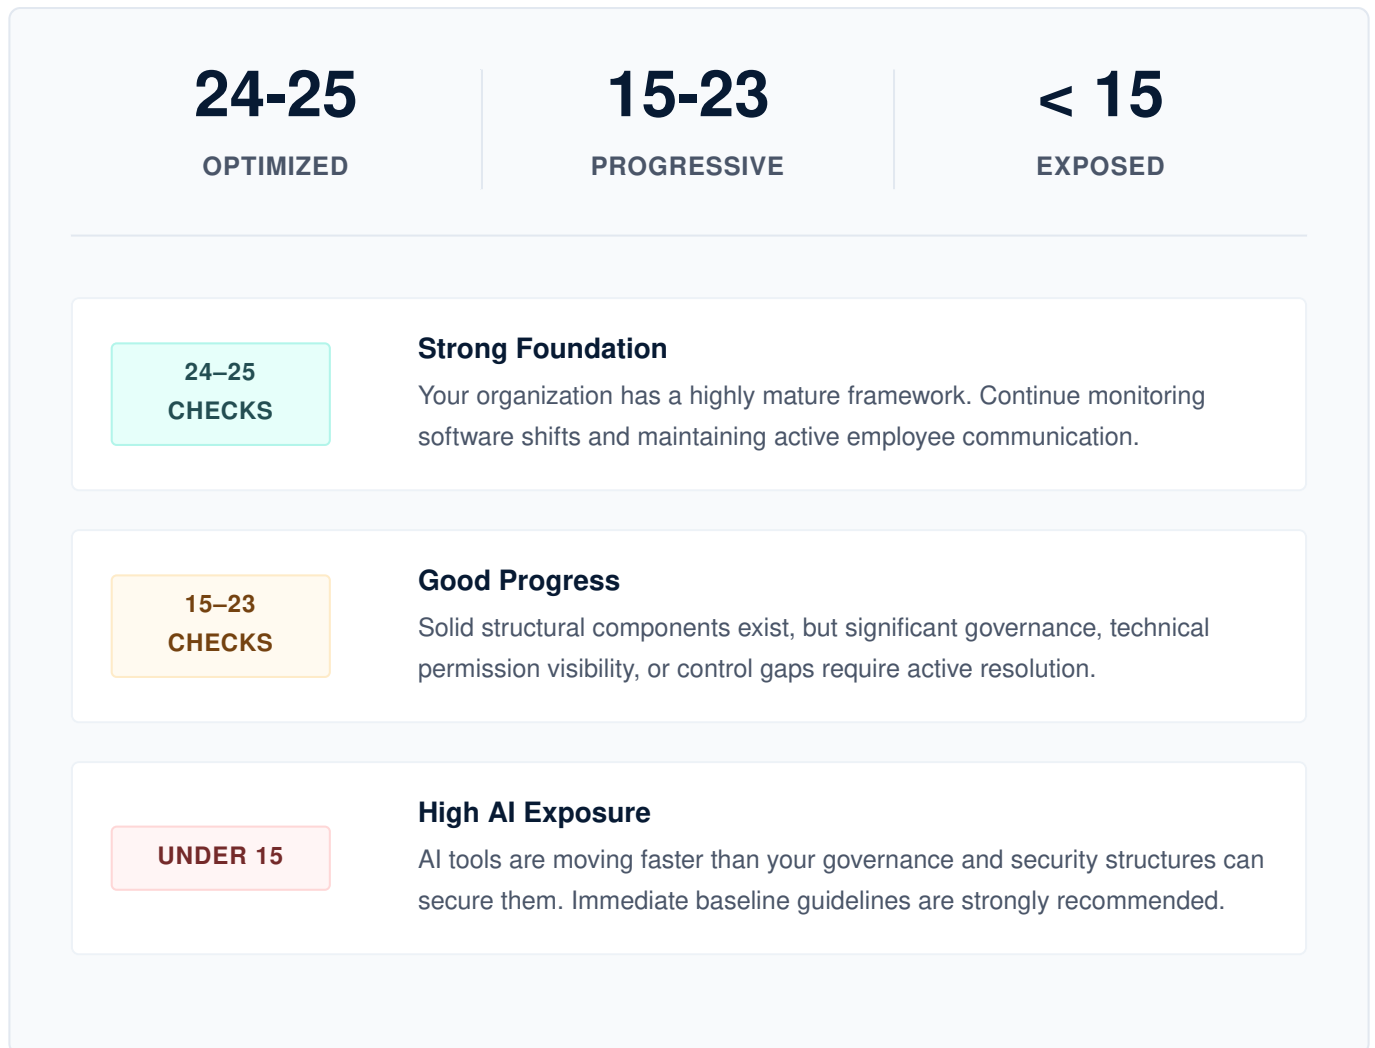 24-25
OPTIMIZED
15-23
PROGRESSIVE
< 15
EXPOSED
24–25
CHECKS
Strong Foundation
Your organization has a highly mature framework. Continue monitoring
software shifts and maintaining active employee communication.
15–23
CHECKS
Good Progress
Solid structural components exist, but significant governance, technical
permission visibility, or control gaps require active resolution.
UNDER 15
High AI Exposure
AI tools are moving faster than your governance and security structures can
secure them. Immediate baseline guidelines are strongly recommended.